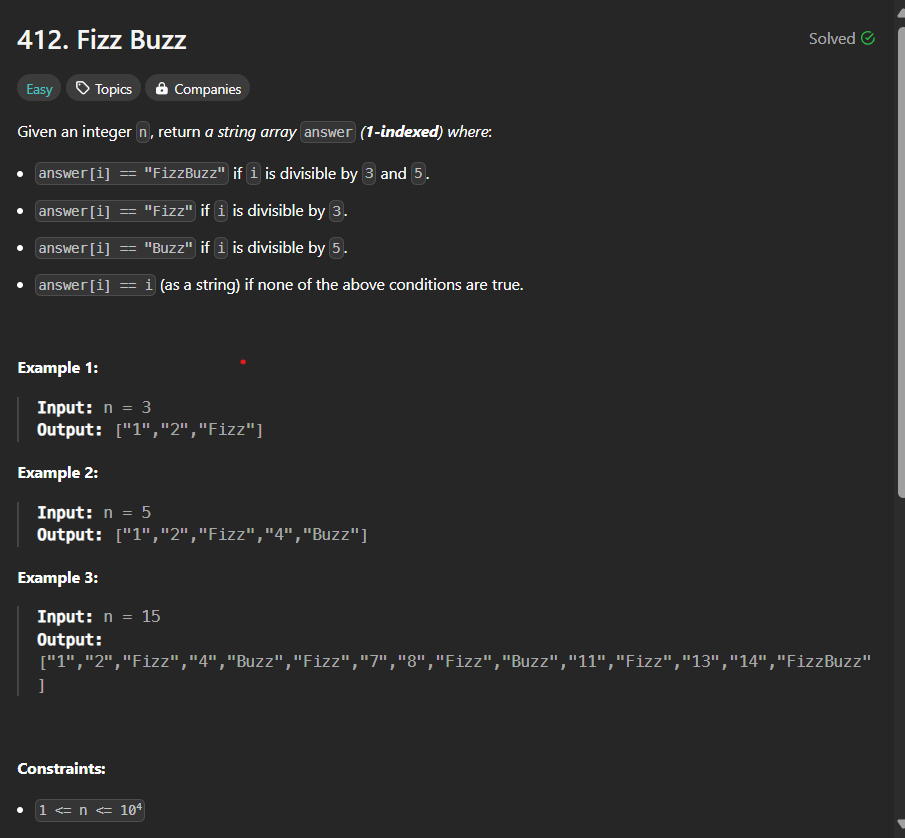 412. Fizz Buzz
Solved
Easy
Topics
Companies
Given an integer n, return a string array answer (1-indexed) where:
• answer[i] == "FizzBuzz" if i is divisible by 3 and 5.
• answer[i] == "Fizz" if i is divisible by 3.
• answer[i] == "Buzz" if i is divisible by 5.
• answer[i] == i (as a string) if none of the above conditions are true.
Example 1:
Input: n = 3
Output: ["1","2","Fizz"]
Example 2:
Input: n = 5
Output: ["1","2","Fizz","4","Buzz"]
Example 3:
Input: n = 15
Output:
["1","2","Fizz","4","Buzz","Fizz","7","8","Fizz","Buzz","11","Fizz","13","14","FizzBuzz"
]
Constraints:
• 1 <= n <= 10⁴